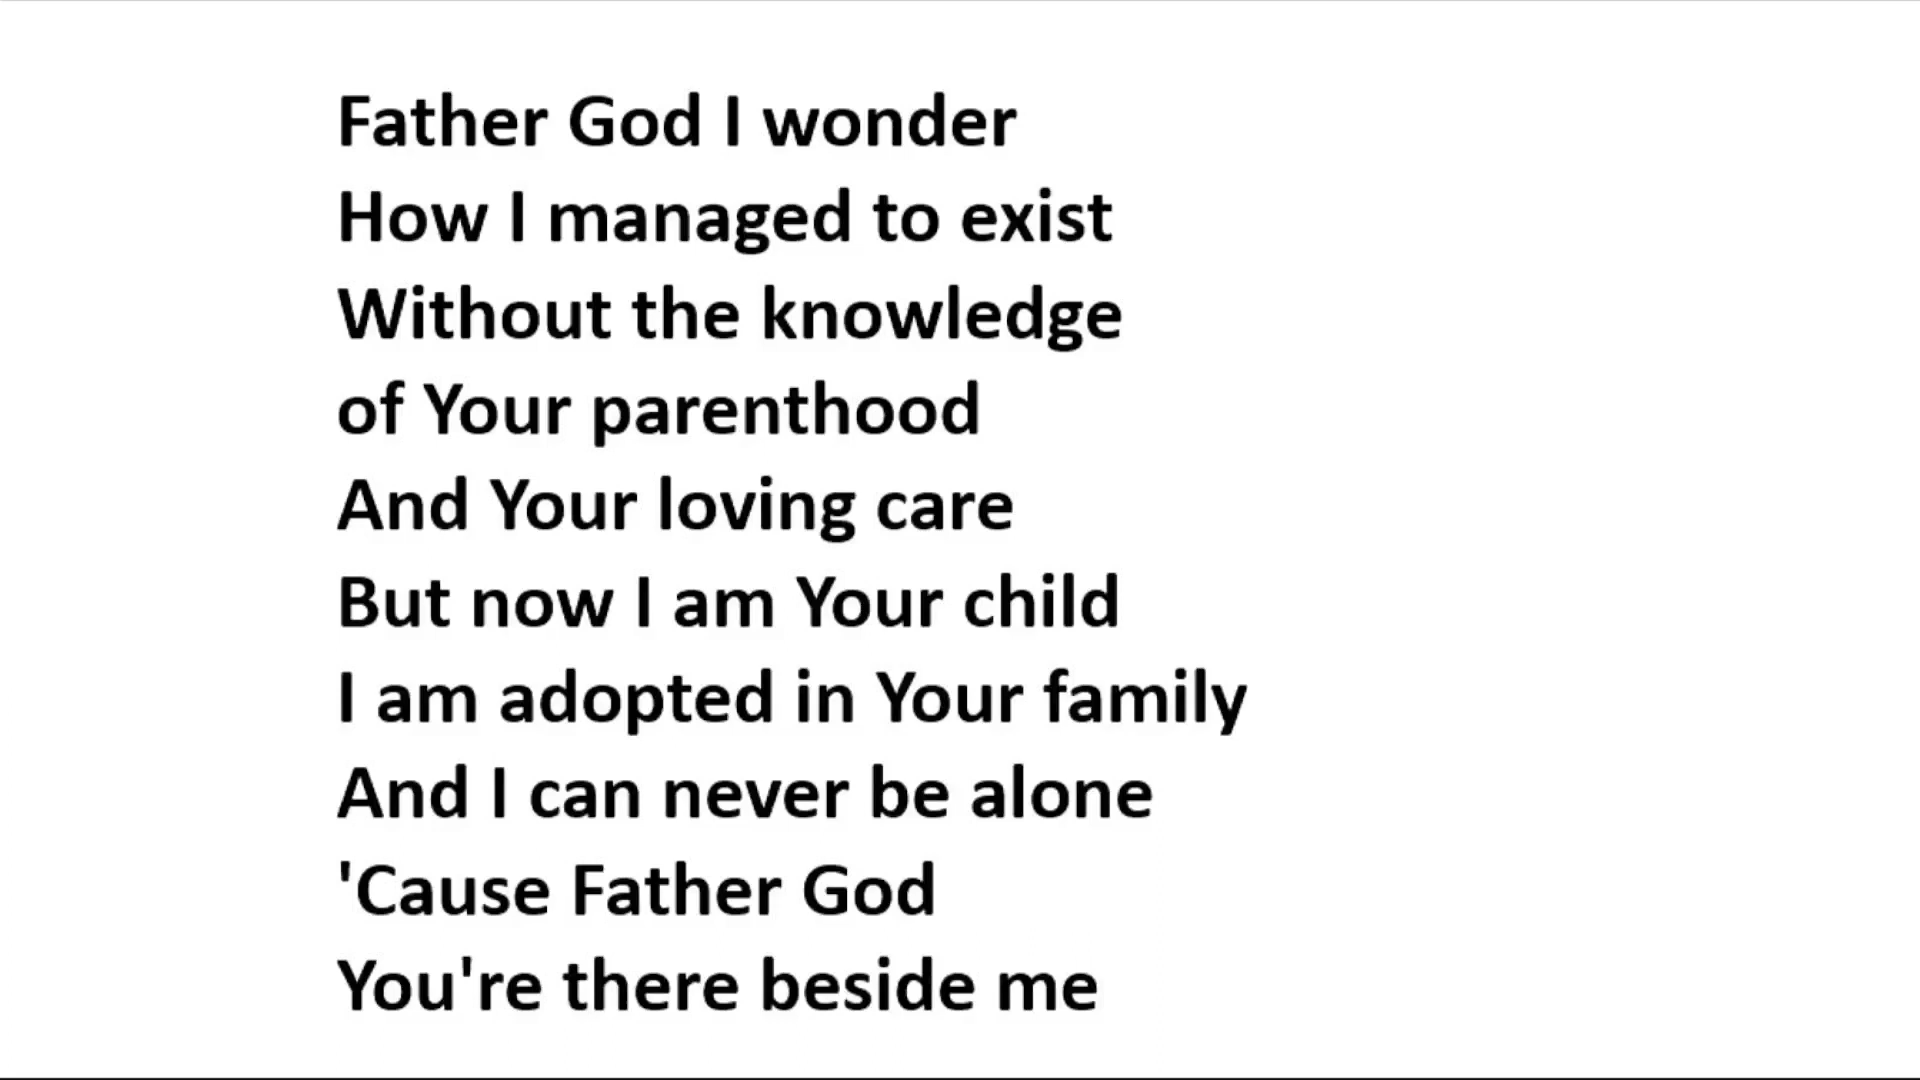 Father God I wonder
How I managed to exist
Without the knowledge
of Your parenthood
And Your loving care
But now I am Your child
I am adopted in Your family
And I can never be alone
'Cause Father God
You're there beside me